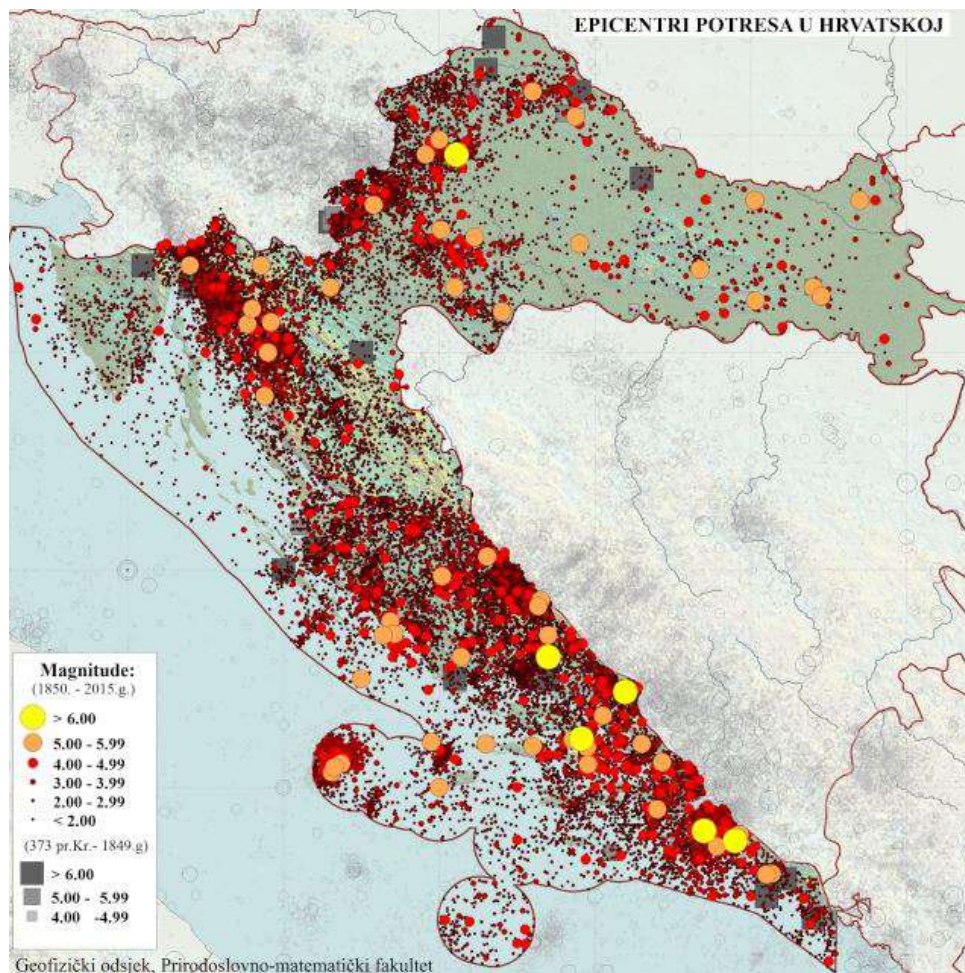 EPICENTRI POTRESA U HRVATSKOJ
Magnitude:
(1850. - 2015.g.)
> 6.00
5.00 - 5.99
4.00 - 4.99
3.00 - 3.99
2.00 - 2.99
< 2.00
(373 pr.Kr.- 1849.g)
> 6.00
5.00 - 5.99
4.00 -4.99
Geofizički odsjek, Prirodoslovno-matematički fakultet